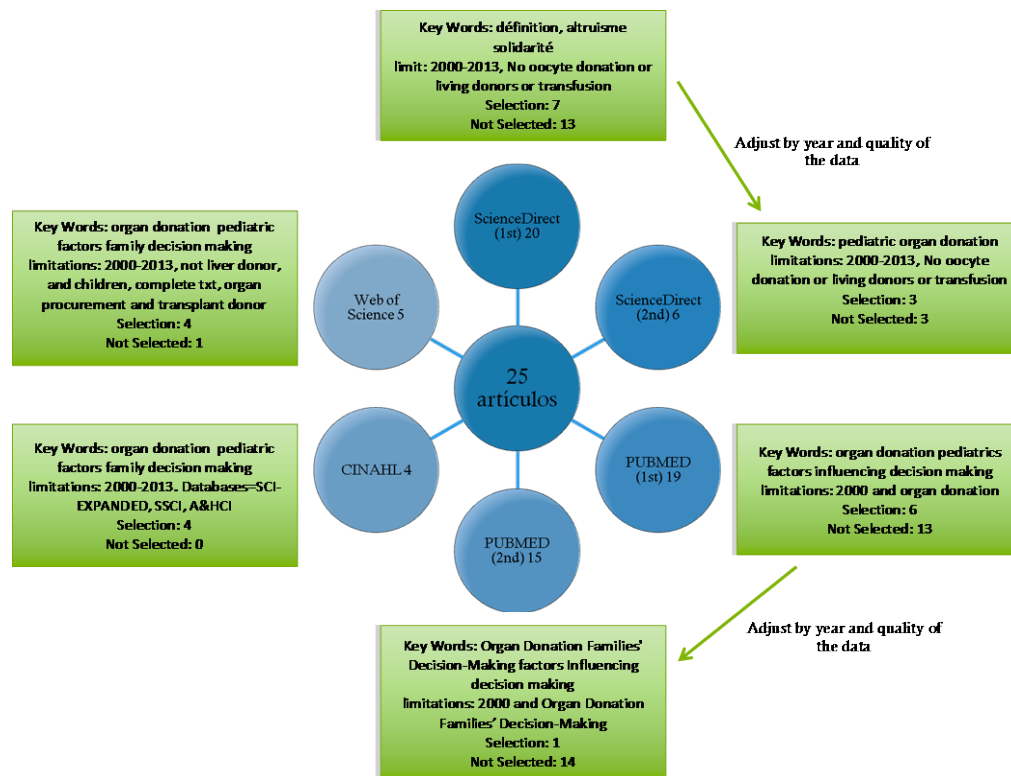 Key Words: définition, altruisme
solidarité
limit: 2000-2013, No oocyte donation or
living donors or transfusion
Selection: 7
Not Selected: 13
Adjust by year and quality of
the data
Key Words: organ donation pediatric
factors family decision making
limitations: 2000-2013, not liver donor,
and children, complete txt, organ
procurement and transplant donor
Selection: 4
Not Selected: 1
ScienceDirect
(1st) 20
Web of
Science 5
ScienceDirect
(2nd) 6
Key Words: pediatric organ donation
limitations: 2000-2013, No oocyte
donation or living donors or transfusion
Selection: 3
Not Selected: 3
25
artículos
Key Words: organ donation pediatric
factors family decision making
limitations: 2000-2013. Databases=SCI-
EXPANDED, SSCI, A&HCI
Selection: 4
Not Selected: 0
CINAHL 4
PUBMED
(1st) 19
PUBMED
(2nd) 15
Key Words: organ donation pediatrics
factors influencing decision making
limitations: 2000 and organ donation
Selection: 6
Not Selected: 13
Adjust by year and quality of
the data
Key Words: Organ Donation Families'
Decision-Making factors Influencing
decision making
limitations: 2000 and Organ Donation
Families' Decision-Making
Selection: 1
Not Selected: 14